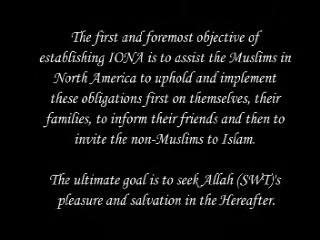 The first and foremost objective of
establishing IONA is to assist the Muslims in
North America to uphold and implement
these obligations first on themselves, their
families, to inform their friends and then to
invite the non-Muslims to Islam.
The ultimate goal is to seek Allah (SWT)'s
pleasure and salvation in the Hereafter.